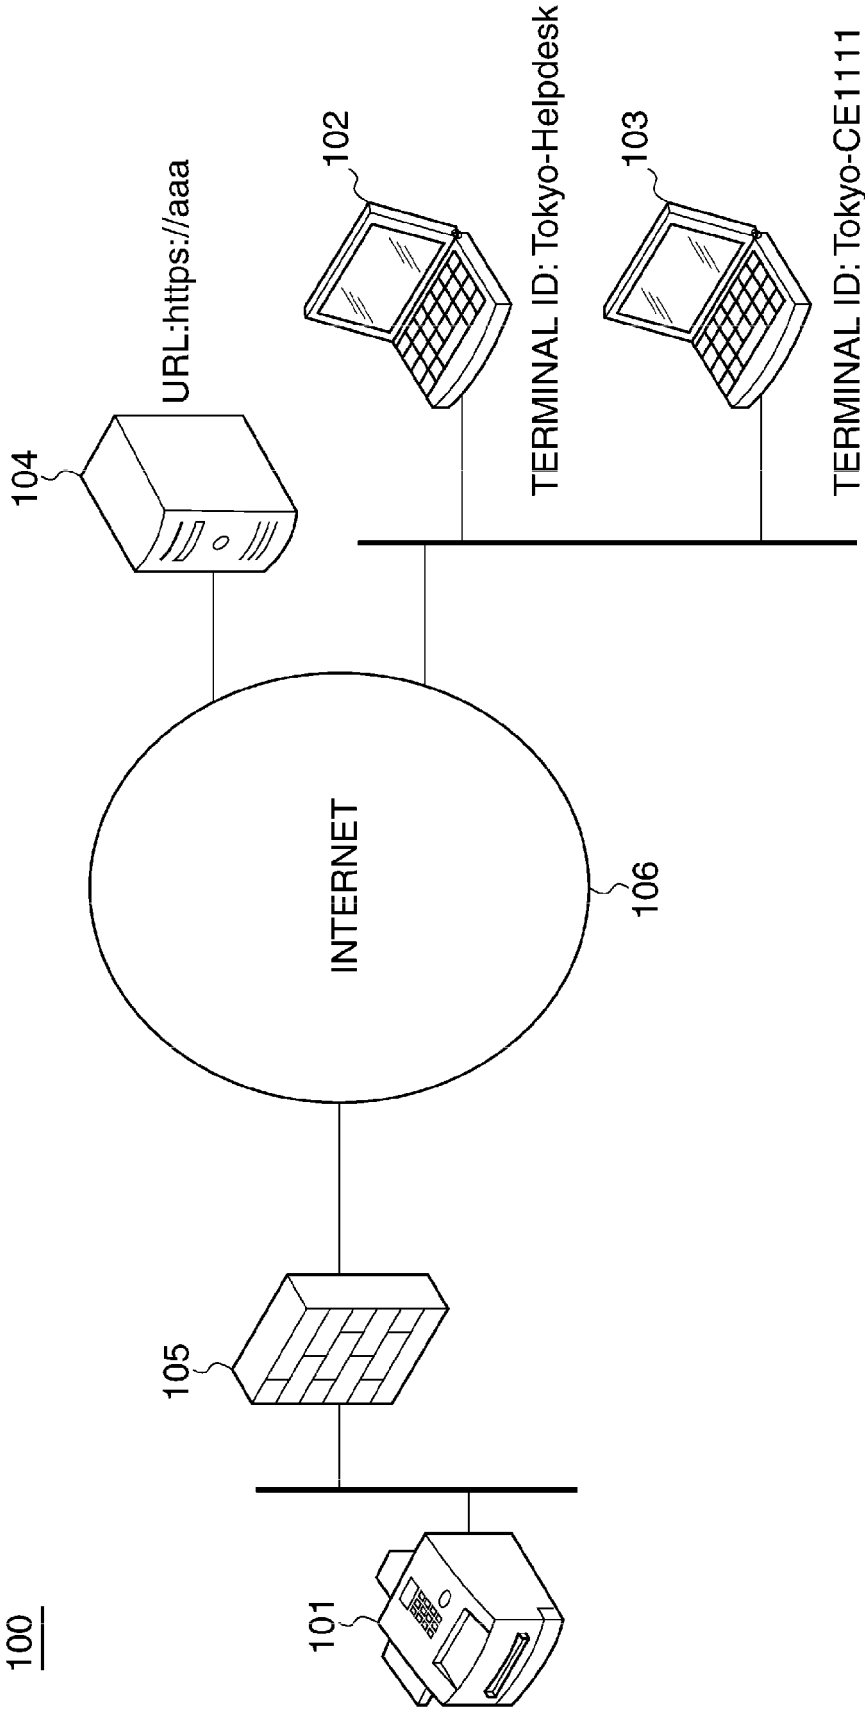 100
101
105
INTERNET
106
104
URL:https://aaa
102
TERMINAL ID: Tokyo-Helpdesk
103
TERMINAL ID: Tokyo-CE1111